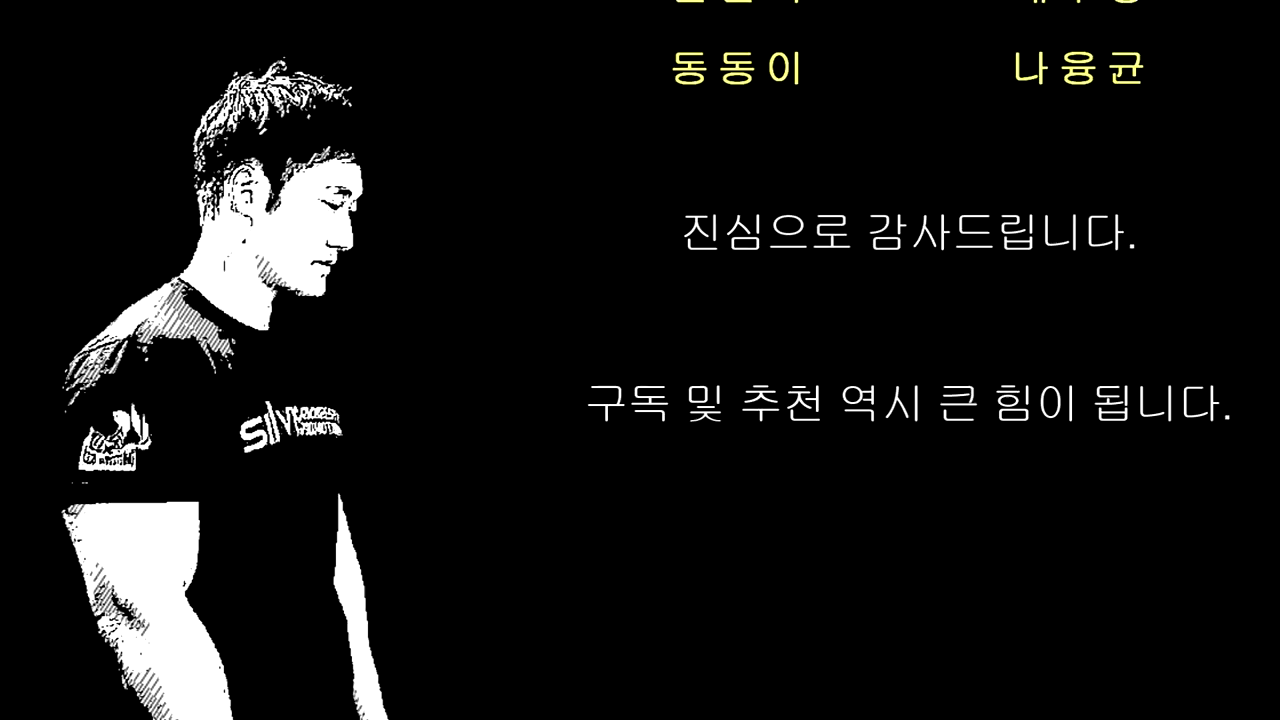 동동이 나융균
진심으로 감사드립니다.
구독 및 추천 역시 큰 힘이 됩니다.